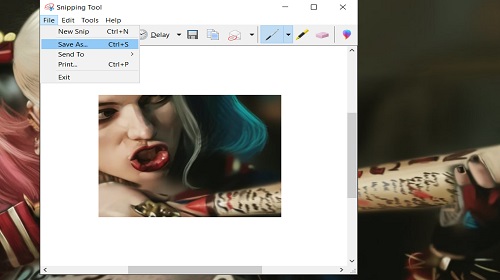 Snipping Tool
File Edit Tools Help
New Snip Ctrl+N
Delay
Save As... Ctrl+S
Send To
Print... Ctrl+P
Exit